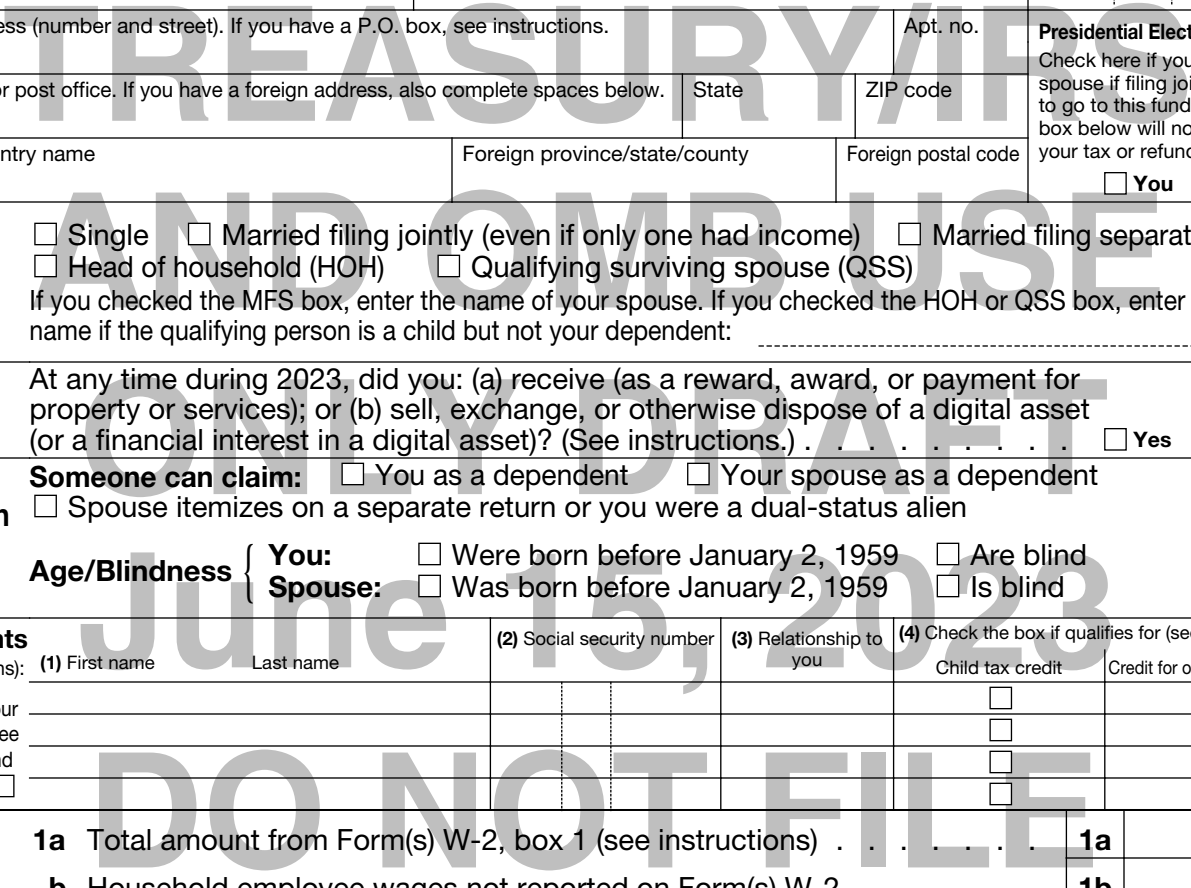 TREASURY/IRS
AND OMB USE
ONLY DRAFT
June 15, 2023
DO NOT FILE
(number and street). If you have a P.O. box, see instructions.
Apt. no.
Presidential
Check here if you
spouse if filing
to go to this fund
box below will
your tax or
You
or post office. If you have a foreign address, also complete spaces below.
State
ZIP code
name
Foreign province/state/county
Foreign postal code
Single
Married filing jointly (even if only one had income)
Married filing
Head of household (HOH)
Qualifying surviving spouse (QSS)
If you checked the MFS box, enter the name of your spouse. If you checked the HOH or QSS box, enter
name if the qualifying person is a child but not your dependent:
At any time during 2023, did you: (a) receive (as a reward, award, or payment for
property or services); or (b) sell, exchange, or otherwise dispose of a digital asset
(or a financial interest in a digital asset)? (See instructions.) . . . . . . . . .
Yes
Someone can claim:
You as a dependent
Your spouse as a dependent
Spouse itemizes on a separate return or you were a dual-status alien
Age/Blindness
You:
Were born before January 2, 1959
Are blind
Spouse:
Was born before January 2, 1959
Is blind
(1) First name
Last name
(2) Social security number
(3) Relationship to
you
(4) Check the box if qualifies for (see
Child tax credit
Credit for
1a Total amount from Form(s) W-2, box 1 (see instructions) . . . . . . .
1a
b Household employee wages not reported on Form(s) W-2
1b